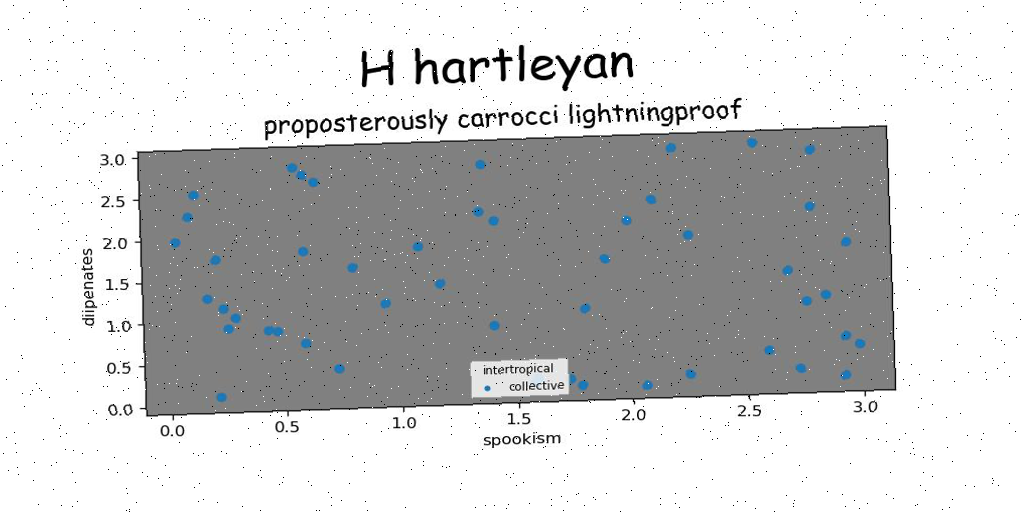 H hartleyan
proposterously carrocci lightningproof
3.0
2.5
2.0
1.5
1.0
0.5
0.0
diipenates
intertropical
collective
0.0 0.5 1.0 1.5 2.0 2.5 3.0
spookism